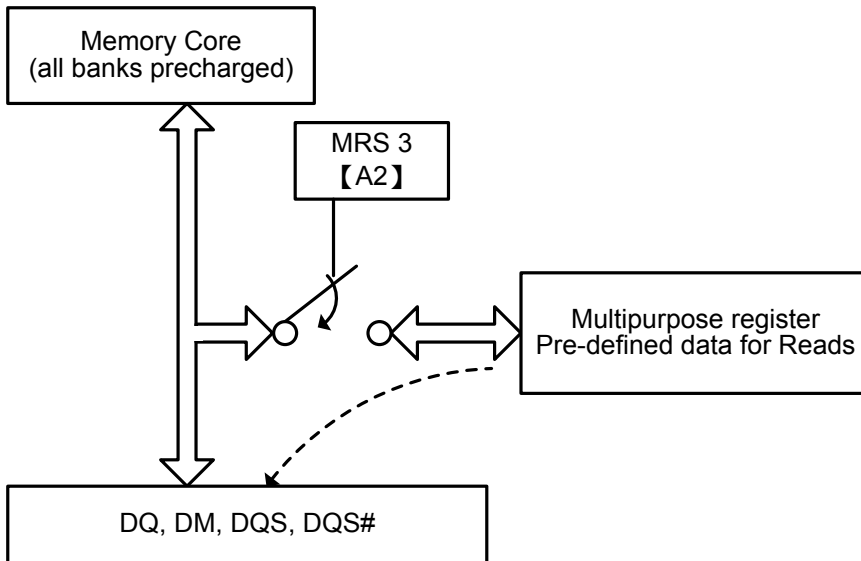 Memory Core
(all banks precharged)
MRS 3
【A2】
Multipurpose register
Pre-defined data for Reads
DQ, DM, DQS, DQS#